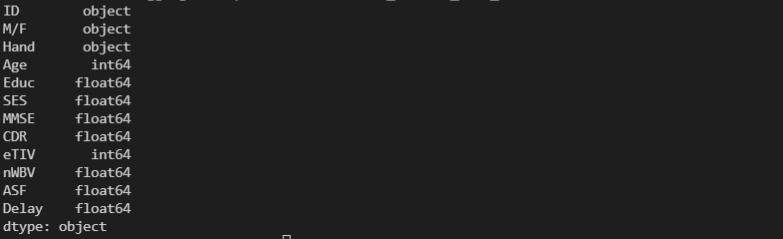 ID object
M/F object
Hand object
Age int64
Educ float64
SES float64
MMSE float64
CDR float64
eTIV int64
nWBV float64
ASF float64
Delay float64
dtype: object